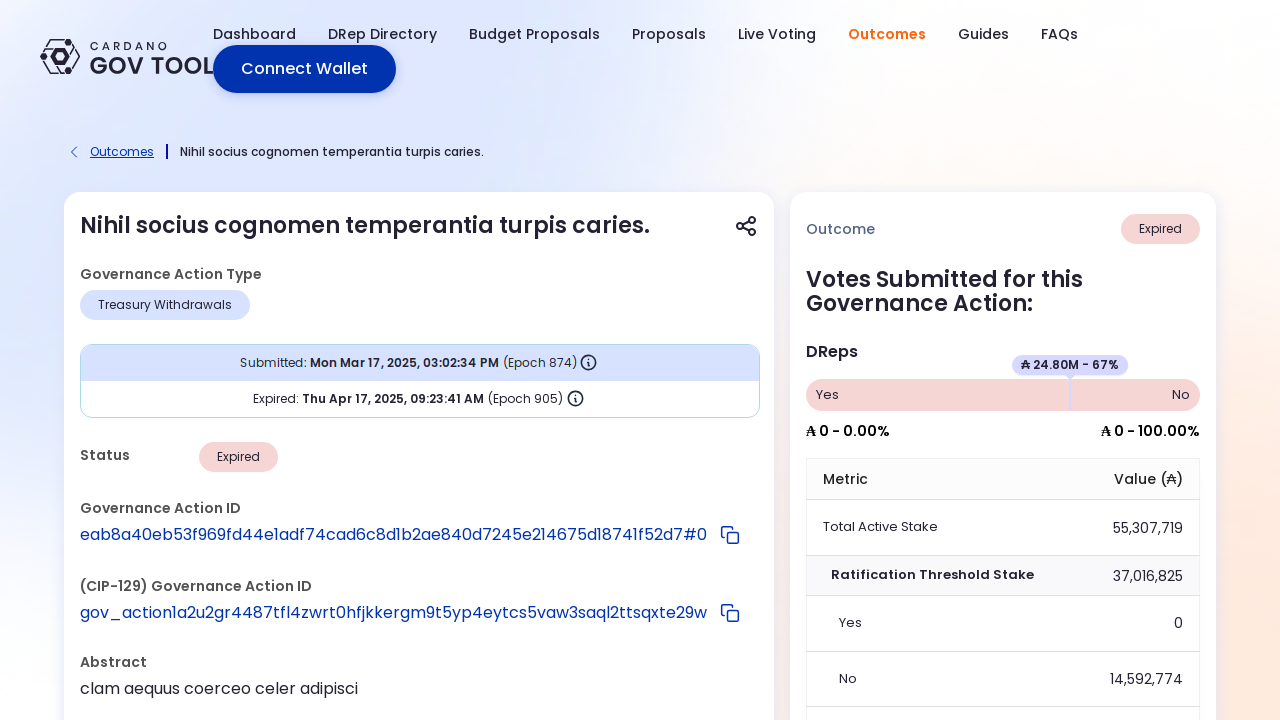 CARDANO
GOV TOOL
Dashboard
DRep Directory
Budget Proposals
Proposals
Live Voting
Outcomes
Guides
FAQs
Connect Wallet
Outcomes
Nihil socius cognomen temperantia turpis caries.
Nihil socius cognomen temperantia turpis caries.
Governance Action Type
Treasury Withdrawals
Submitted: Mon Mar 17, 2025, 03:02:34 PM (Epoch 874)
Expired: Thu Apr 17, 2025, 09:23:41 AM (Epoch 905)
Status
Expired
Governance Action ID
eab8a40eb53f969fd44e1adf74cad6c8d1b2ae840d7245e214675d18741f52d7#0
(CIP-129) Governance Action ID
gov_action1a2u2gr4487tfl4zwrt0hfjkkergm9t5yp4eytcs5vaw3saql2ttsqxte29w
Abstract
clam aequus coerceo celer adipisci
Outcome
Expired
Votes Submitted for this
Governance Action:
DReps
₳ 24.80M - 67%
Yes
No
₳ 0 - 0.00%
₳ 0 - 100.00%
Metric
Value (₳)
Total Active Stake
55,307,719
Ratification Threshold Stake
37,016,825
Yes
0
No
14,592,774